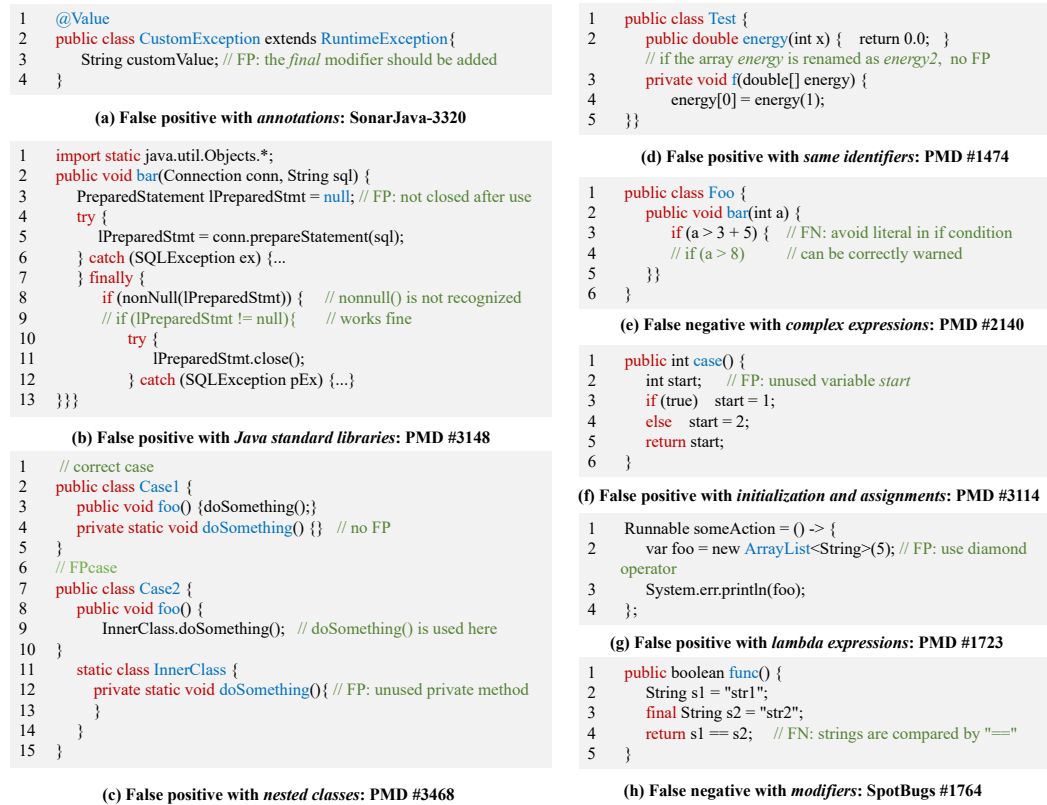 1 @Value
2 public class CustomException extends RuntimeException{
3 String customValue; // FP: the final modifier should be added
4 }
(a) False positive with annotations: SonarJava-3320
1 import static java.util.Objects.*;
2 public void bar(Connection conn, String sql) {
3 PreparedStatement lPreparedStmt = null; // FP: not closed after use
4 try {
5 lPreparedStmt = conn.prepareStatement(sql);
6 } catch (SQLException ex) {...
7 } finally {
8 if (nonNull(lPreparedStmt)) { // nonnull() is not recognized
9 // if (lPreparedStmt != null){ // works fine
10 try {
11 lPreparedStmt.close();
12 } catch (SQLException pEx) {...}
13 }}}
(b) False positive with Java standard libraries: PMD #3148
1 // correct case
2 public class Case1 {
3 public void foo() {doSomething();}
4 private static void doSomething() {} // no FP
5 }
6 // FPcase
7 public class Case2 {
8 public void foo() {
9 InnerClass.doSomething(); // doSomething() is used here
10 }
11 static class InnerClass {
12 private static void doSomething(){ // FP: unused private method
13 }
14 }
15 }
(c) False positive with nested classes: PMD #3468
1 public class Test {
2 public double energy(int x) { return 0.0; }
// if the array energy is renamed as energy2, no FP
3 private void f(double[] energy) {
4 energy[0] = energy(1);
5 }}
(d) False positive with same identifiers: PMD #1474
1 public class Foo {
2 public void bar(int a) {
3 if (a > 3 + 5) { // FN: avoid literal in if condition
4 // if (a > 8) // can be correctly warned
5 }}
6 }
(e) False negative with complex expressions: PMD #2140
1 public int case() {
2 int start; // FP: unused variable start
3 if (true) start = 1;
4 else start = 2;
5 return start;
6 }
(f) False positive with initialization and assignments: PMD #3114
1 Runnable someAction = () -> {
2 var foo = new ArrayList<String>(5); // FP: use diamond
operator
3 System.err.println(foo);
4 };
(g) False positive with lambda expressions: PMD #1723
1 public boolean func() {
2 String s1 = "str1";
3 final String s2 = "str2";
4 return s1 == s2; // FN: strings are compared by "=="
5 }
(h) False negative with modifiers: SpotBugs #1764